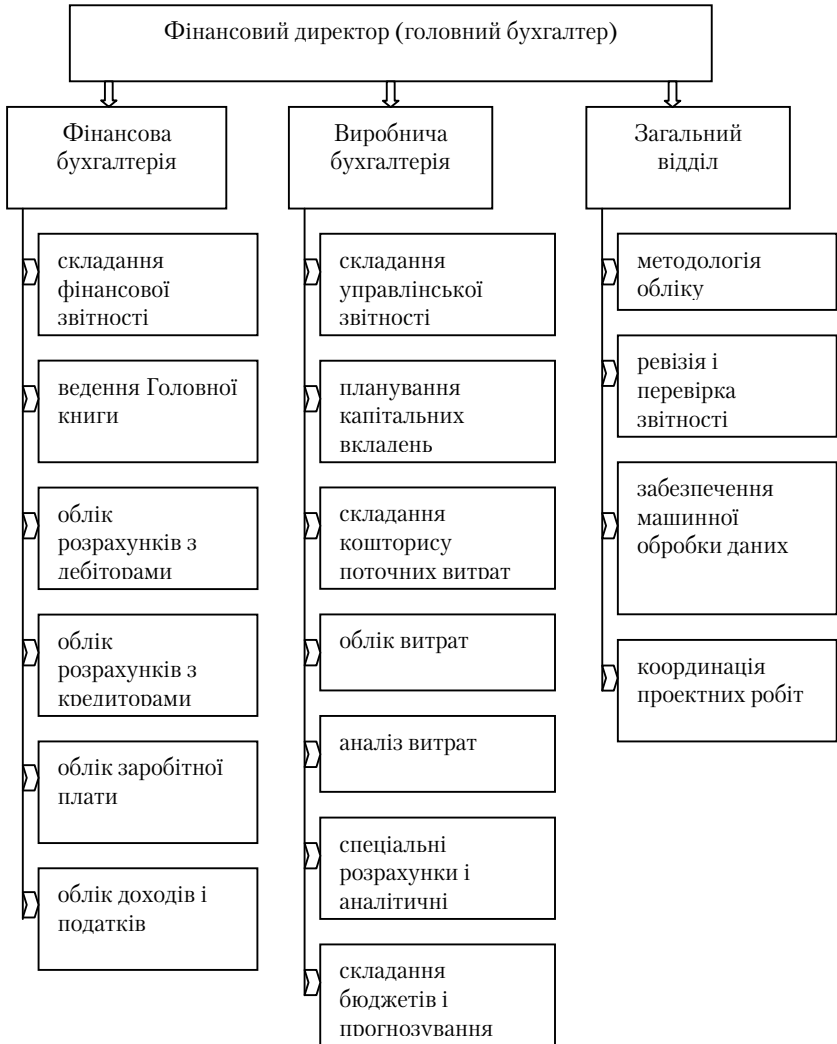 Фінансовий директор (головний бухгалтер)
Фінансова
бухгалтерія
складання
фінансової
звітності
ведення Головної
книги
облік
розрахунків з
дебіторами
облік
розрахунків з
кредиторами
облік заробітної
плати
облік доходів і
податків
Виробнича
бухгалтерія
складання
управлінської
звітності
планування
капітальних
вкладень
складання
кошторису
поточних витрат
облік витрат
аналіз витрат
спеціальні
розрахунки і
аналітичні
складання
бюджетів і
прогнозування
Загальний
відділ
методологія
обліку
ревізія і
перевірка
звітності
забезпечення
машинної
обробки даних
координація
проектних робіт